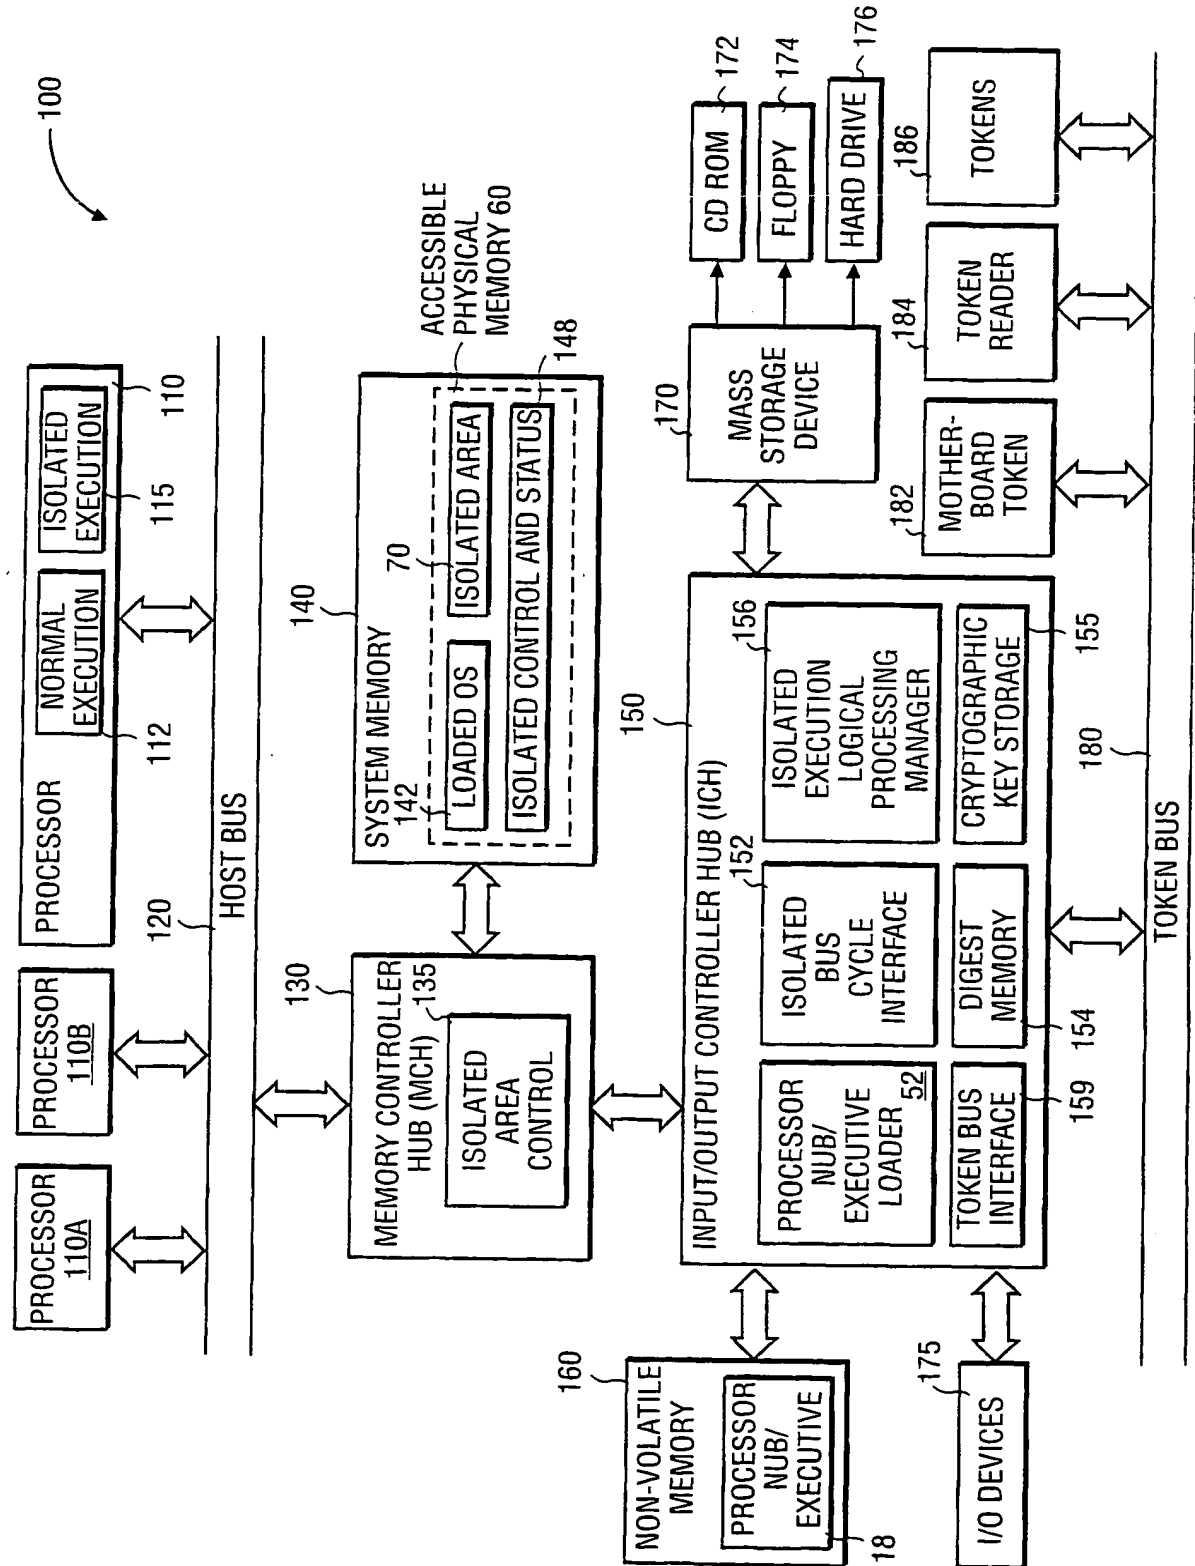 100
PROCESSOR
110A
PROCESSOR
110B
PROCESSOR
NORMAL
EXECUTION
112
ISOLATED
EXECUTION
115
110
120
HOST BUS
MEMORY CONTROLLER
HUB (MCH)
130
135
ISOLATED
AREA
CONTROL
140
SYSTEM MEMORY
142
LOADED OS
70
ISOLATED AREA
ISOLATED CONTROL AND STATUS
148
ACCESSIBLE
PHYSICAL
MEMORY 60
150
INPUT/OUTPUT CONTROLLER HUB (ICH)
PROCESSOR
NUB/
EXECUTIVE
LOADER
52
152
ISOLATED
BUS
CYCLE
INTERFACE
156
ISOLATED
EXECUTION
LOGICAL
PROCESSING
MANAGER
TOKEN BUS
INTERFACE
159
DIGEST
MEMORY
154
CRYPTOGRAPHIC
KEY STORAGE
155
160
NON-VOLATILE
MEMORY
PROCESSOR
NUB/
EXECUTIVE
18
175
I/O DEVICES
170
MASS
STORAGE
DEVICE
CD ROM
172
FLOPPY
174
HARD DRIVE
176
182
MOTHER-
BOARD
TOKEN
184
TOKEN
READER
186
TOKENS
180
TOKEN BUS